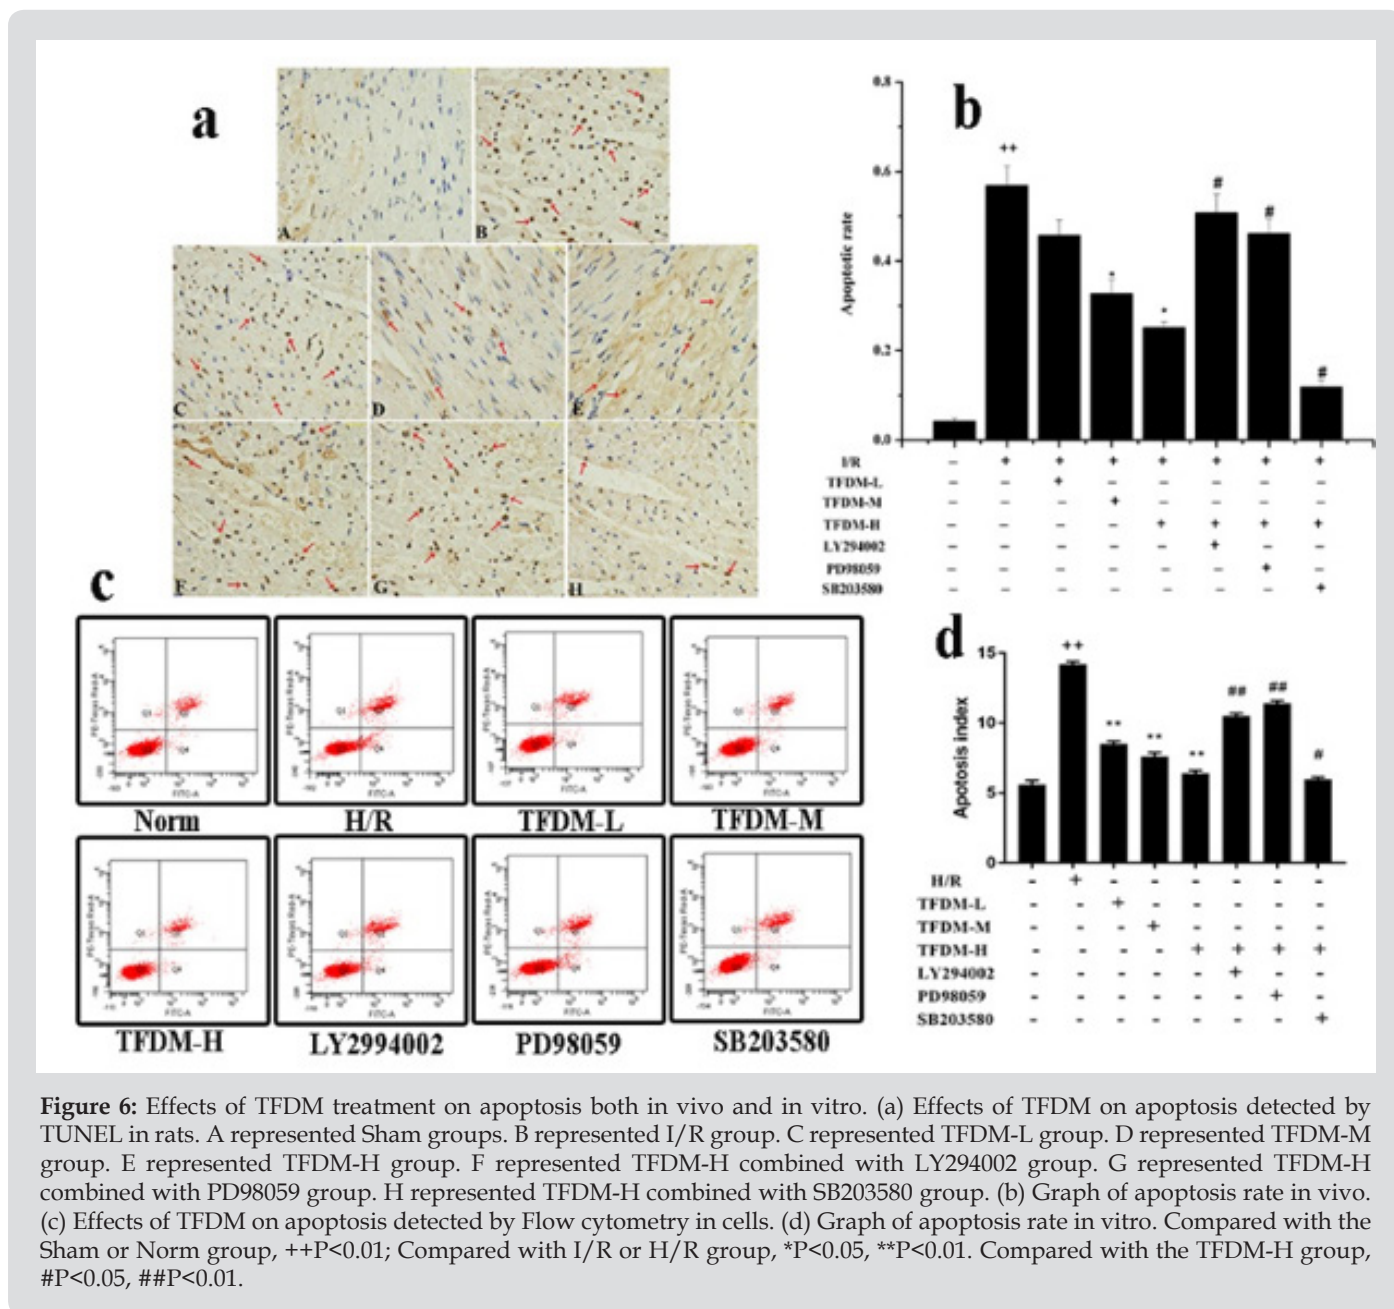 a
A
B
C
D
E
F
G
H
b
Apoptotic rate
0.8
0.6
0.4
0.2
0.0
++
*
*
#
#
#
I/R − + + + + + + +
TFDM-L − − + − − − − −
TFDM-M − − − + − − − −
TFDM-H − − − − + + + +
LY294002 − − − − − + − −
PD98059 − − − − − − + −
SB203580 − − − − − − − +
c
Norm
H/R
TFDM-L
TFDM-M
TFDM-H
LY2994002
PD98059
SB203580
PE-Texas Red-A
FITC-A
d
Apotosis index
15
10
5
0
++
**
**
**
##
##
#
H/R - + - - - - - -
TFDM-L - - + - - - - -
TFDM-M - - - + - - - -
TFDM-H - - - - + + + +
LY294002 - - - - - + - -
PD98059 - - - - - - + -
SB203580 - - - - - - - +
Figure 6: Effects of TFDM treatment on apoptosis both in vivo and in vitro. (a) Effects of TFDM on apoptosis detected by
TUNEL in rats. A represented Sham groups. B represented I/R group. C represented TFDM-L group. D represented TFDM-M
group. E represented TFDM-H group. F represented TFDM-H combined with LY294002 group. G represented TFDM-H
combined with PD98059 group. H represented TFDM-H combined with SB203580 group. (b) Graph of apoptosis rate in vivo.
(c) Effects of TFDM on apoptosis detected by Flow cytometry in cells. (d) Graph of apoptosis rate in vitro. Compared with the
Sham or Norm group, ++P<0.01; Compared with I/R or H/R group, *P<0.05, **P<0.01. Compared with the TFDM-H group,
#P<0.05, ##P<0.01.